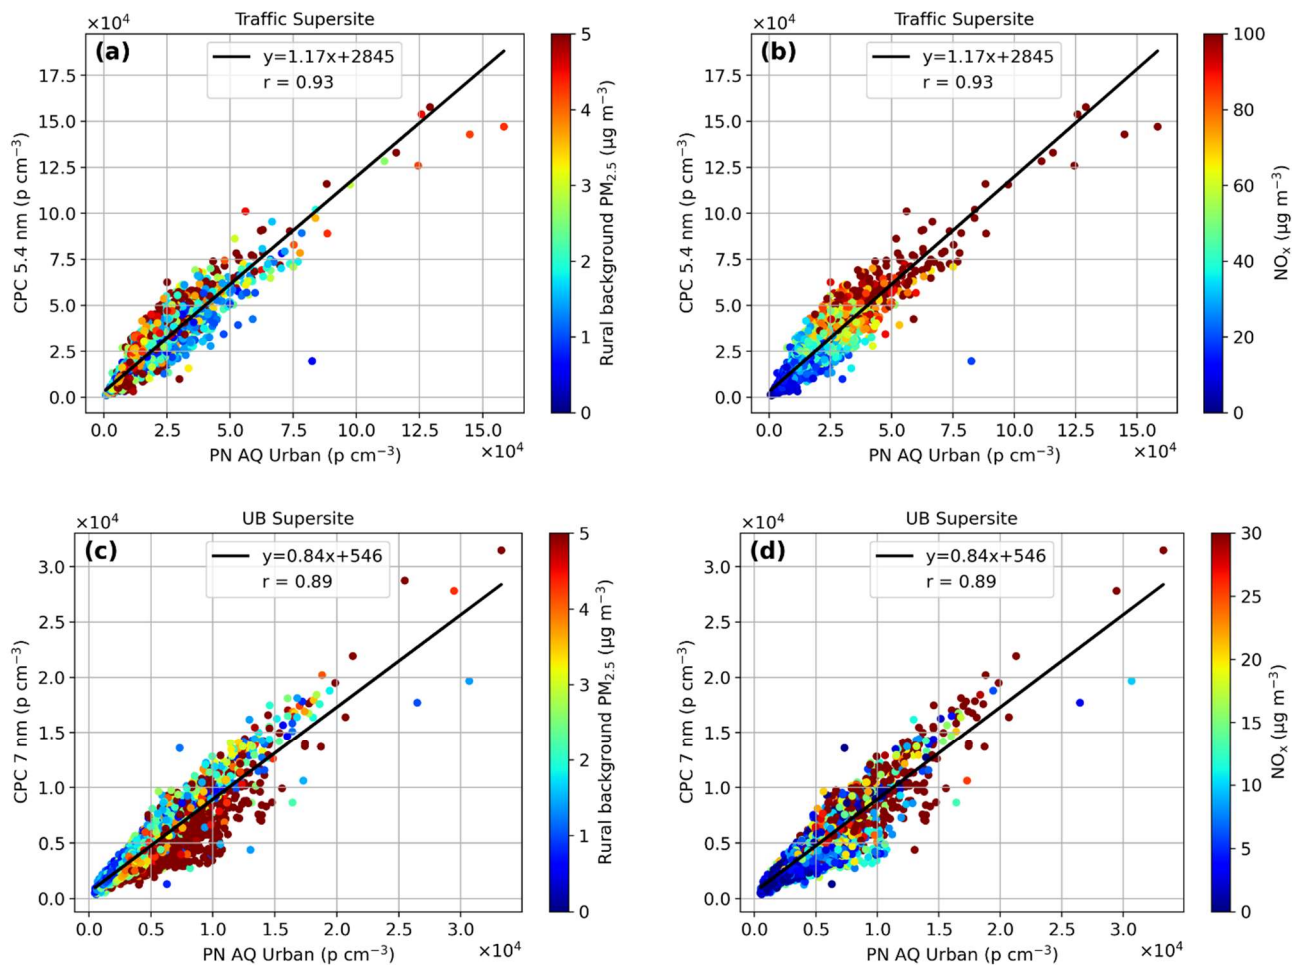 ×10⁴
Traffic Supersite
(a)
y=1.17x+2845
r = 0.93
17.5
15.0
12.5
10.0
7.5
5.0
2.5
0.0
CPC 5.4 nm (p cm⁻³)
0.0 2.5 5.0 7.5 10.0 12.5 15.0
PN AQ Urban (p cm⁻³)
×10⁴
5
4
3
2
1
0
Rural background PM₂.₅ (µg m⁻³)
×10⁴
Traffic Supersite
(b)
y=1.17x+2845
r = 0.93
17.5
15.0
12.5
10.0
7.5
5.0
2.5
0.0
CPC 5.4 nm (p cm⁻³)
0.0 2.5 5.0 7.5 10.0 12.5 15.0
PN AQ Urban (p cm⁻³)
×10⁴
100
80
60
40
20
0
NOₓ (µg m⁻³)
×10⁴
UB Supersite
(c)
y=0.84x+546
r = 0.89
3.0
2.5
2.0
1.5
1.0
0.5
0.0
CPC 7 nm (p cm⁻³)
0.0 0.5 1.0 1.5 2.0 2.5 3.0
PN AQ Urban (p cm⁻³)
×10⁴
5
4
3
2
1
0
Rural background PM₂.₅ (µg m⁻³)
×10⁴
UB Supersite
(d)
y=0.84x+546
r = 0.89
3.0
2.5
2.0
1.5
1.0
0.5
0.0
CPC 7 nm (p cm⁻³)
0.0 0.5 1.0 1.5 2.0 2.5 3.0
PN AQ Urban (p cm⁻³)
×10⁴
30
25
20
15
10
5
0
NOₓ (µg m⁻³)